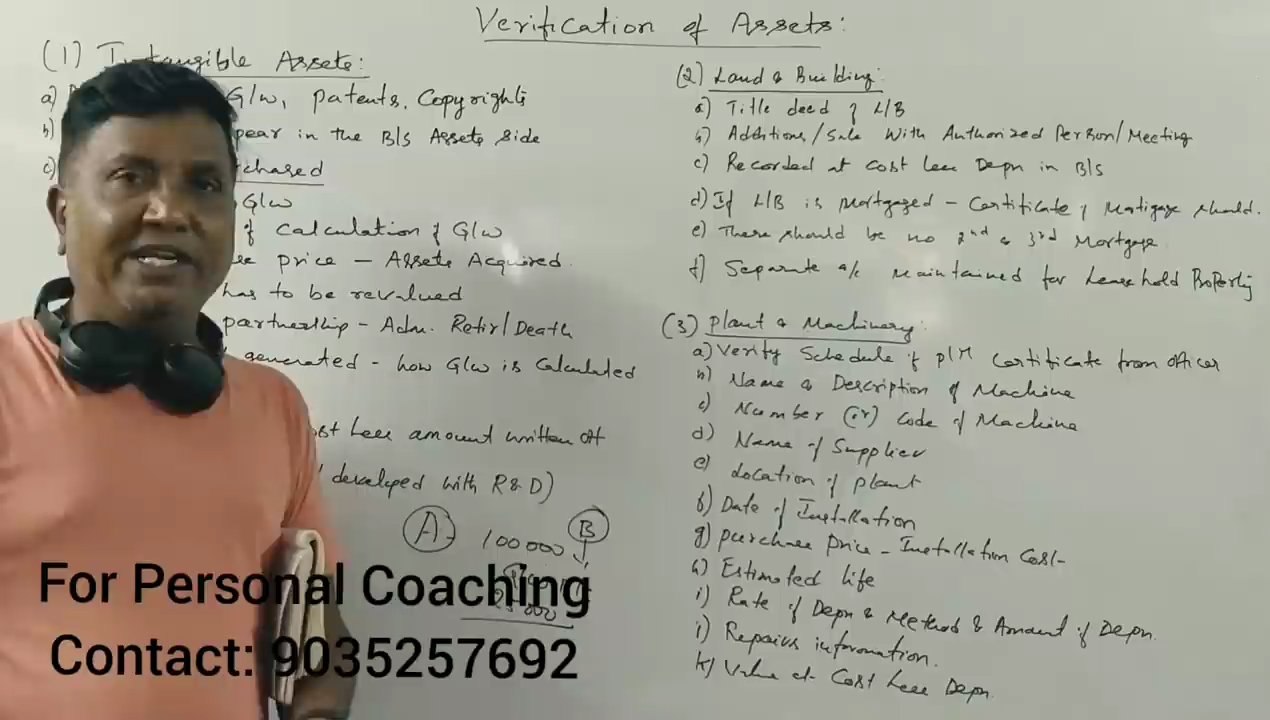 Verification of Assets:
(1) Intangible Assets:
a) G/w, patents, Copyrights
b) pear in the B/s Assets side
c) chased
G/w
of calculation of G/w
price - Assets Acquired.
has to be revalued
partnership - Adm. Retir/Death
generated - how G/w is calculated
ost less amount written off
developed with R&D)
A 100000 B
(2) Land & Building:
a) Title deed of L/B
b) Additions/Sale with Authorized Person/Meeting
c) Recorded at cost less Depn in B/s
d) If L/B is mortgaged - Certificate of Mortigage should.
e) There should be no 2nd & 3rd Mortgage
f) Separate a/c maintained for Lease hold Property
(3) Plant & Machinery:
a) Verify Schedule of P/M Certificate from officer
b) Name & Description of Machine
c) Number (or) Code of Machine
d) Name of Supplier
e) Location of plant
f) Date of Installation
g) purchase price - Installation Cost-
h) Estimated life
i) Rate of Depn & Method & Amount of Depn.
j) Repairs information.
k) Value at Cost less Depn.
For Personal Coaching
Contact: 9035257692